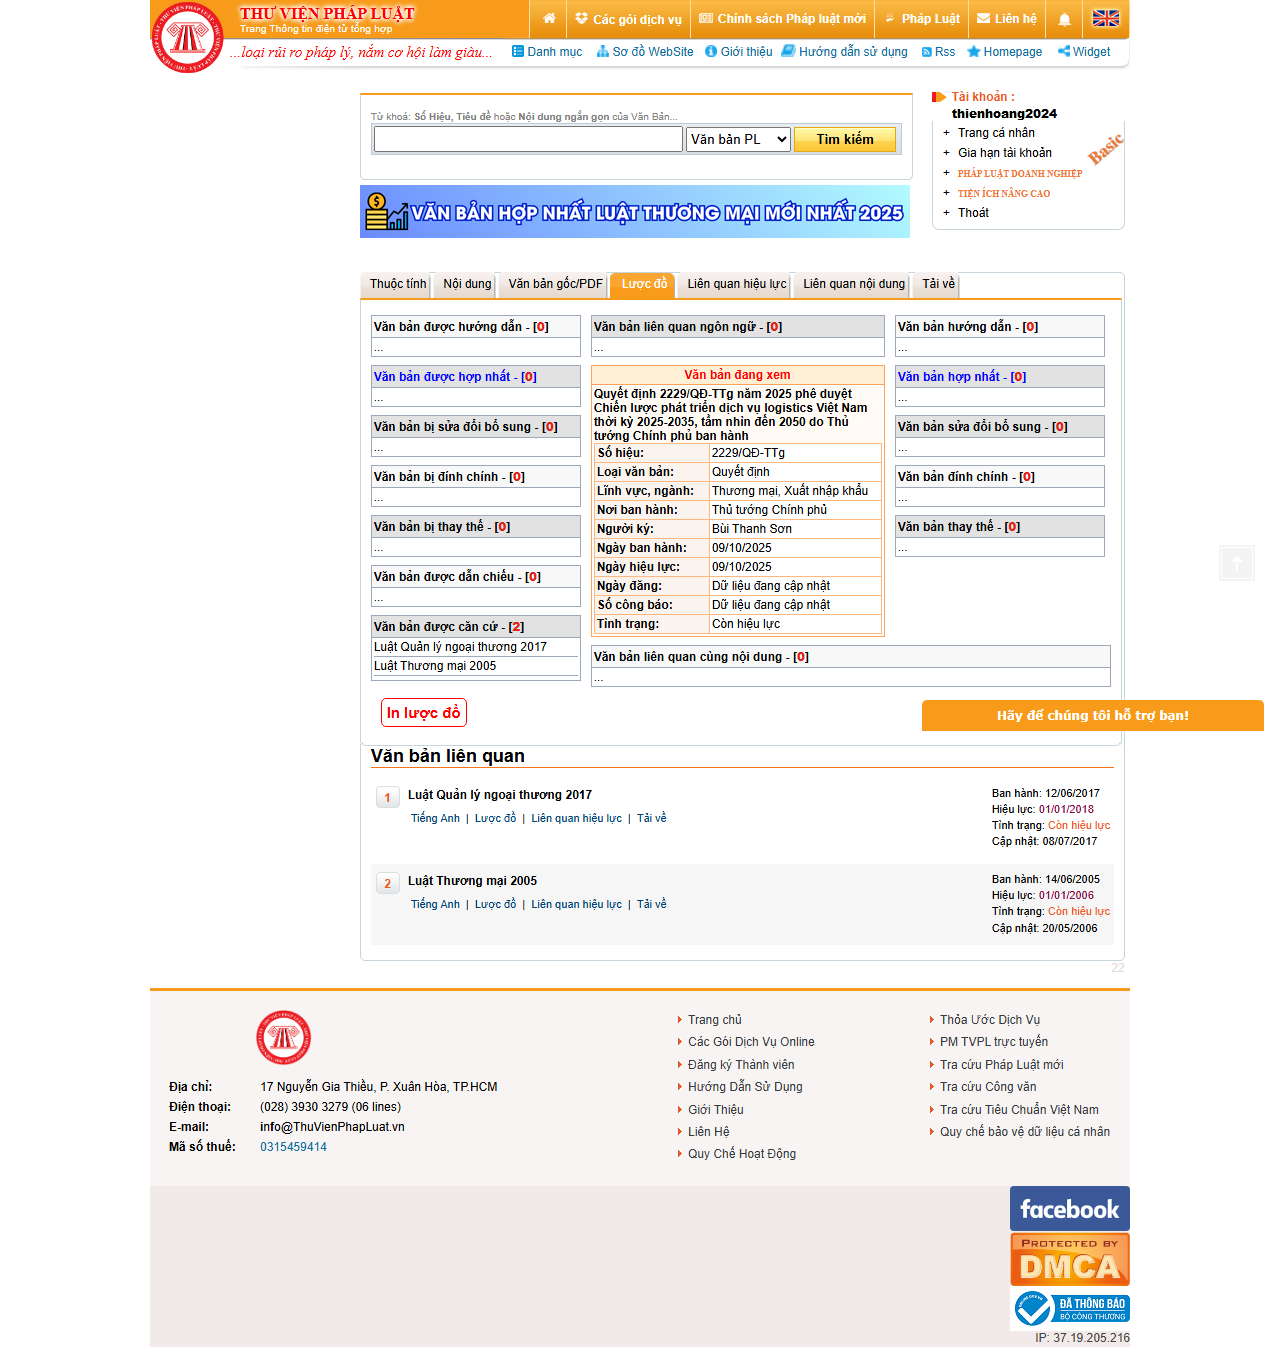 THƯ VIỆN PHÁP LUẬT
Trang Thông tin điện tử tổng hợp
Các gói dịch vụ
Chính sách Pháp luật mới
Pháp Luật
Liên hệ
...loại rủi ro pháp lý, nắm cơ hội làm giàu...
Danh mục
Sơ đồ WebSite
Giới thiệu
Hướng dẫn sử dụng
Rss
Homepage
Widget
Từ khoá: Số Hiệu, Tiêu đề hoặc Nội dung ngắn gọn của Văn Bản...
Văn bản PL
Tìm kiếm
VĂN BẢN HỢP NHẤT LUẬT THƯƠNG MẠI MỚI NHẤT 2025
Tài khoản :
thienhoang2024
+ Trang cá nhân
+ Gia hạn tài khoản
+ PHÁP LUẬT DOANH NGHIỆP
+ TIỆN ÍCH NÂNG CAO
+ Thoát
Basic
Thuộc tính
Nội dung
Văn bản gốc/PDF
Lược đồ
Liên quan hiệu lực
Liên quan nội dung
Tải về
Văn bản được hướng dẫn - [0]
...
Văn bản được hợp nhất - [0]
...
Văn bản bị sửa đổi bổ sung - [0]
...
Văn bản bị đính chính - [0]
...
Văn bản bị thay thế - [0]
...
Văn bản được dẫn chiếu - [0]
...
Văn bản được căn cứ - [2]
Luật Quản lý ngoại thương 2017
Luật Thương mại 2005
Văn bản liên quan ngôn ngữ - [0]
...
Văn bản đang xem
Quyết định 2229/QĐ-TTg năm 2025 phê duyệt
Chiến lược phát triển dịch vụ logistics Việt Nam
thời kỳ 2025-2035, tầm nhìn đến 2050 do Thủ
tướng Chính phủ ban hành
Số hiệu: 2229/QĐ-TTg
Loại văn bản: Quyết định
Lĩnh vực, ngành: Thương mại, Xuất nhập khẩu
Nơi ban hành: Thủ tướng Chính phủ
Người ký: Bùi Thanh Sơn
Ngày ban hành: 09/10/2025
Ngày hiệu lực: 09/10/2025
Ngày đăng: Dữ liệu đang cập nhật
Số công báo: Dữ liệu đang cập nhật
Tình trạng: Còn hiệu lực
Văn bản hướng dẫn - [0]
...
Văn bản hợp nhất - [0]
...
Văn bản sửa đổi bổ sung - [0]
...
Văn bản đính chính - [0]
...
Văn bản thay thế - [0]
...
Văn bản liên quan cùng nội dung - [0]
...
In lược đồ
Hãy để chúng tôi hỗ trợ bạn!
Văn bản liên quan
1
Luật Quản lý ngoại thương 2017
Tiếng Anh | Lược đồ | Liên quan hiệu lực | Tải về
Ban hành: 12/06/2017
Hiệu lực: 01/01/2018
Tình trạng: Còn hiệu lực
Cập nhật: 08/07/2017
2
Luật Thương mại 2005
Tiếng Anh | Lược đồ | Liên quan hiệu lực | Tải về
Ban hành: 14/06/2005
Hiệu lực: 01/01/2006
Tình trạng: Còn hiệu lực
Cập nhật: 20/05/2006
22
Địa chỉ: 17 Nguyễn Gia Thiều, P. Xuân Hòa, TP.HCM
Điện thoại: (028) 3930 3279 (06 lines)
E-mail: info@ThuVienPhapLuat.vn
Mã số thuế: 0315459414
Trang chủ
Các Gói Dịch Vụ Online
Đăng ký Thành viên
Hướng Dẫn Sử Dụng
Giới Thiệu
Liên Hệ
Quy Chế Hoạt Động
Thỏa Ước Dịch Vụ
PM TVPL trực tuyến
Tra cứu Pháp Luật mới
Tra cứu Công văn
Tra cứu Tiêu Chuẩn Việt Nam
Quy chế bảo vệ dữ liệu cá nhân
facebook
PROTECTED BY
DMCA
ĐÃ THÔNG BÁO
BỘ CÔNG THƯƠNG
IP: 37.19.205.216